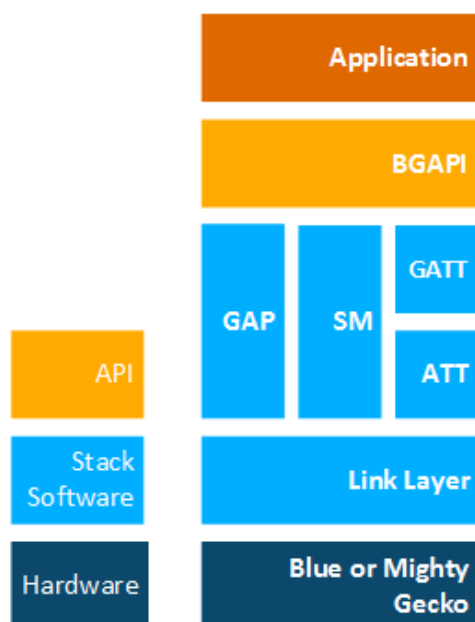 Application
BGAPI
GAP
SM
GATT
ATT
API
Stack
Software
Link Layer
Hardware
Blue or Mighty
Gecko